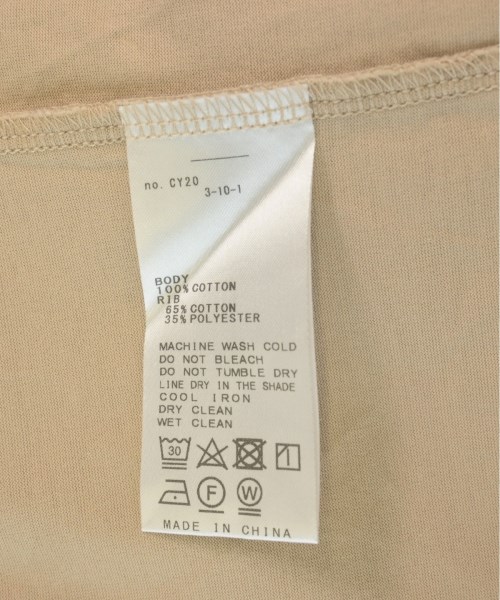 no. CY20
3-10-1
BODY
100% COTTON
RIB
65% COTTON
35% POLYESTER
MACHINE WASH COLD
DO NOT BLEACH
DO NOT TUMBLE DRY
LINE DRY IN THE SHADE
COOL IRON
DRY CLEAN
WET CLEAN
30
F W
MADE IN CHINA